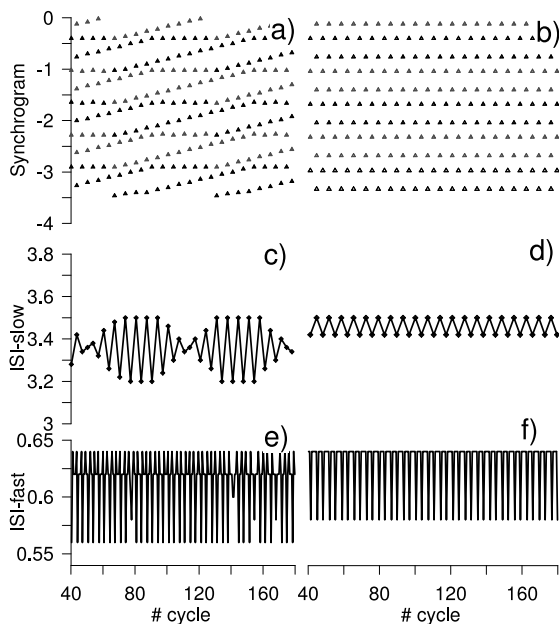 0
-1
-2
-3
-4
Synchrogram
a)
b)
3.8
3.6
3.4
3.2
3
ISI-slow
c)
d)
0.65
0.6
0.55
ISI-fast
e)
f)
40 80 120 160
40 80 120 160
# cycle
# cycle